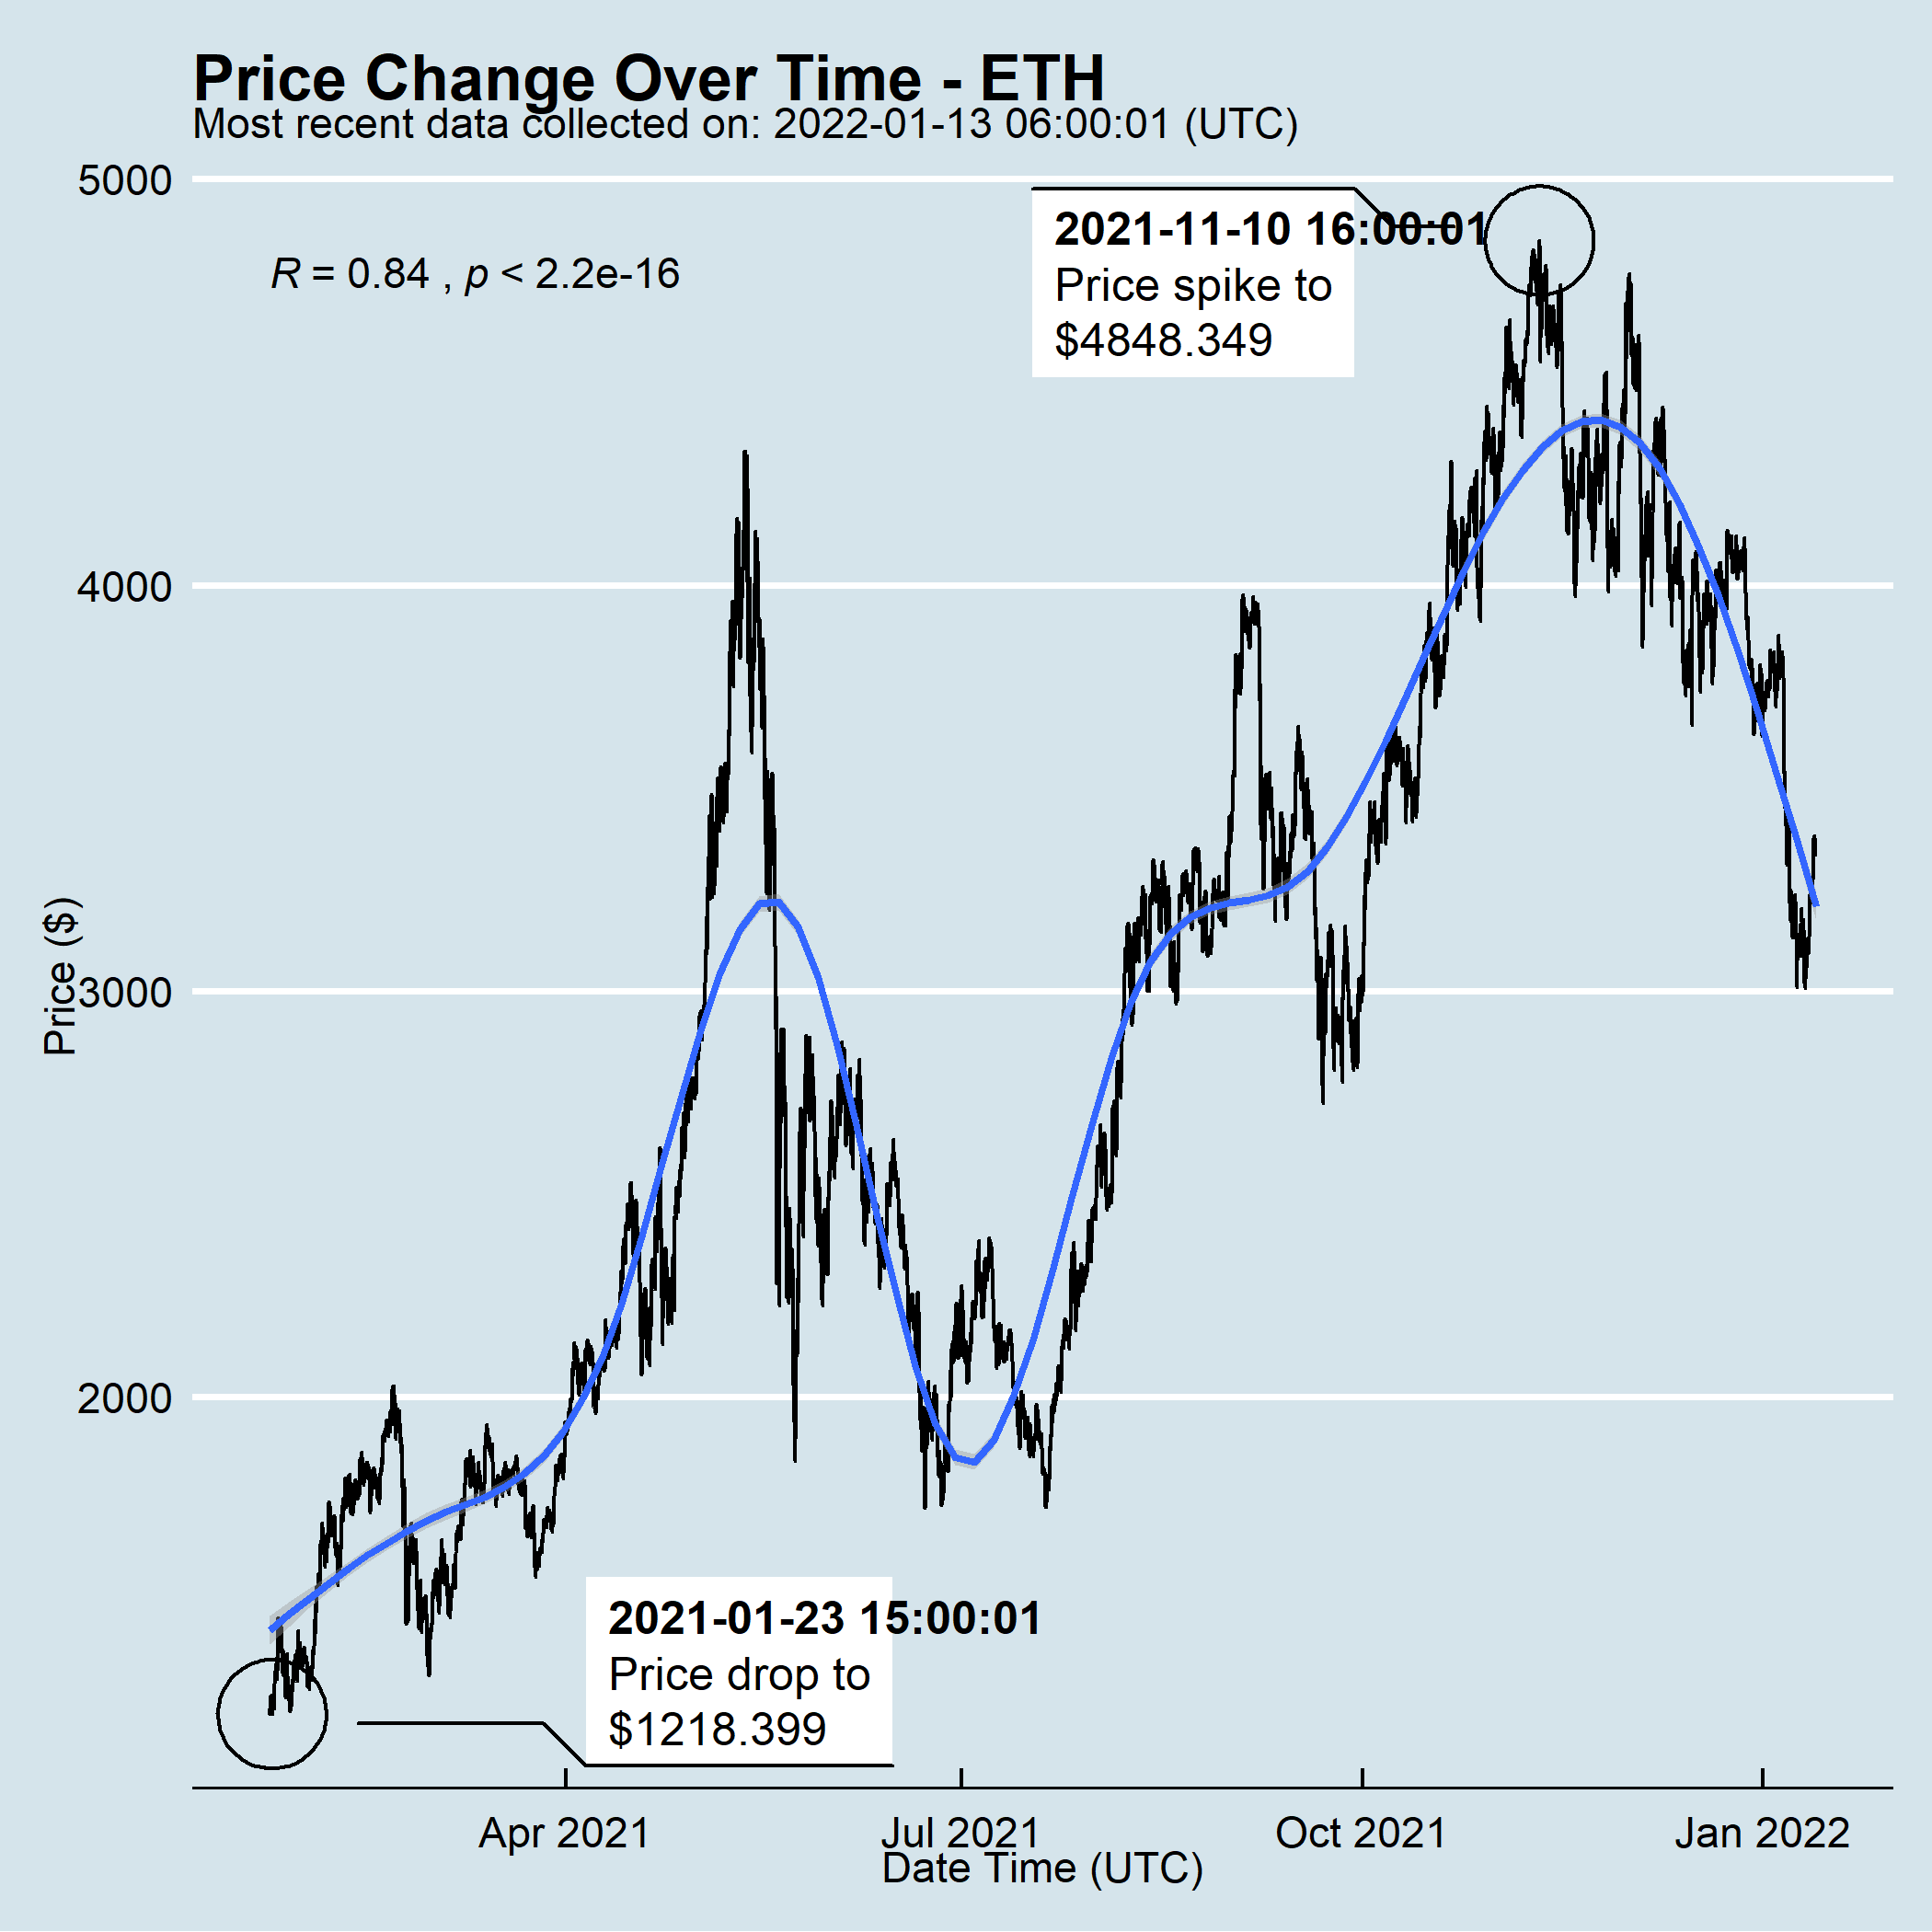 Price Change Over Time - ETH
Most recent data collected on: 2022-01-13 06:00:01 (UTC)
5000
2021-11-10 16:00:01
Price spike to
$4848.349
R = 0.84 , p < 2.2e-16
4000
Price ($)
3000
2000
2021-01-23 15:00:01
Price drop to
$1218.399
Apr 2021
Jul 2021
Oct 2021
Jan 2022
Date Time (UTC)